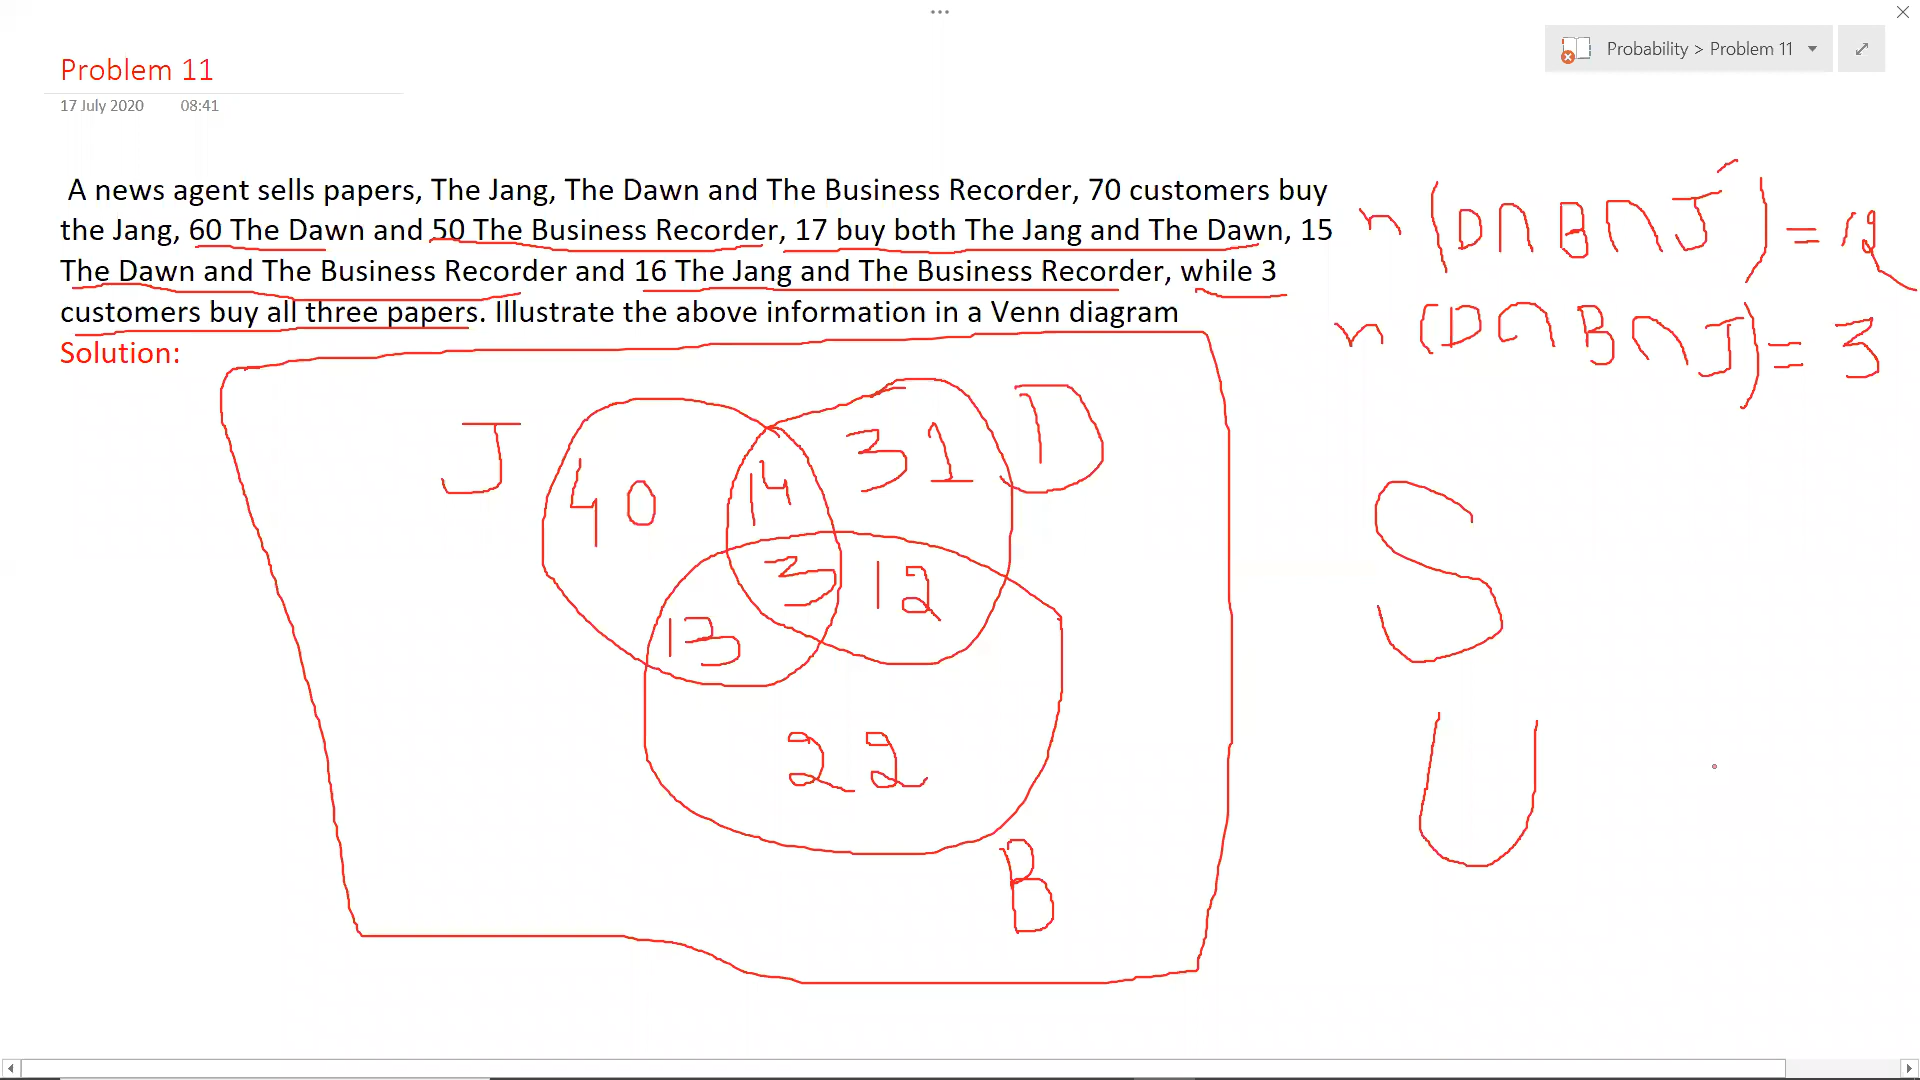 Probability > Problem 11
Problem 11
17 July 2020 08:41
A news agent sells papers, The Jang, The Dawn and The Business Recorder, 70 customers buy
the Jang, 60 The Dawn and 50 The Business Recorder, 17 buy both The Jang and The Dawn, 15
The Dawn and The Business Recorder and 16 The Jang and The Business Recorder, while 3
customers buy all three papers. Illustrate the above information in a Venn diagram
Solution:
n (D∩B∩J′) = 12
n (D∩B∩J) = 3
J
D
40
14
31
3
12
13
22
B
S
U